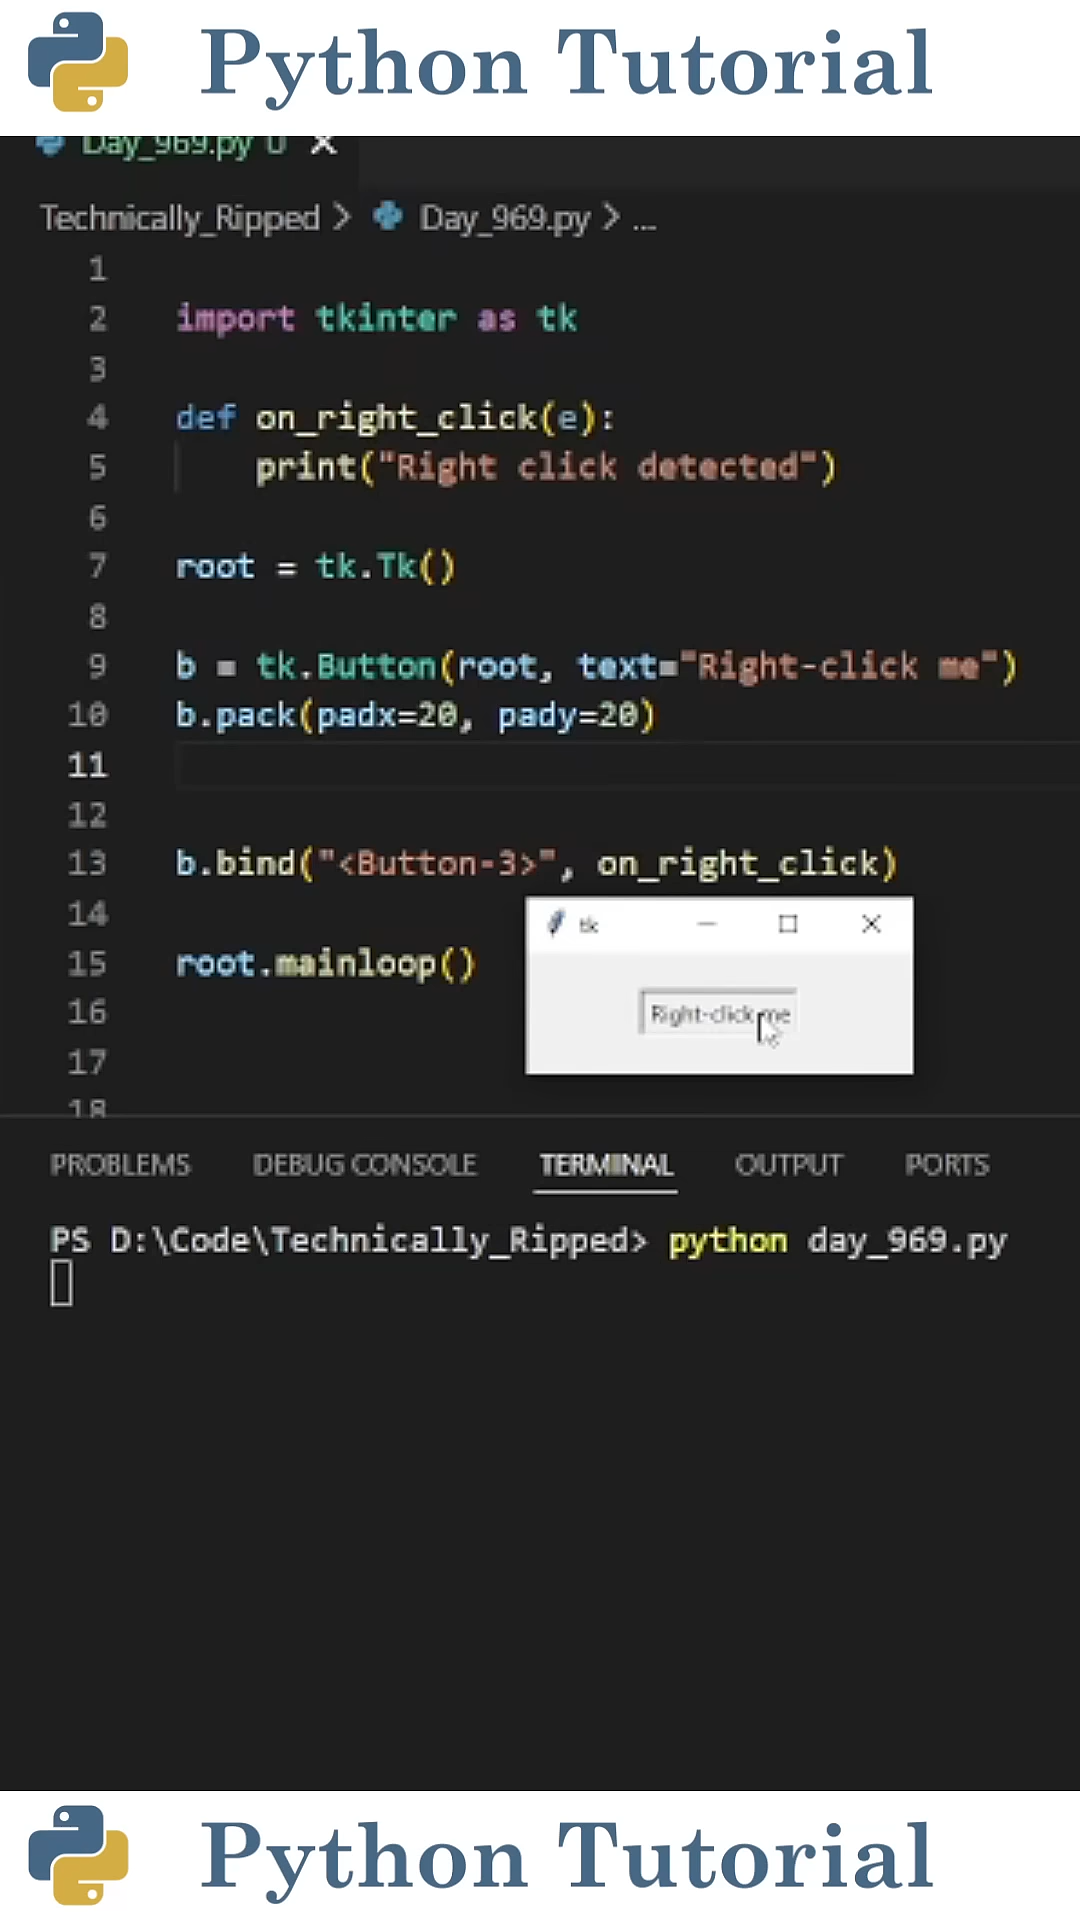 Python Tutorial
Day_969.py U X
Technically_Ripped > Day_969.py > ...
1
2 import tkinter as tk
3
4 def on_right_click(e):
5 print("Right click detected")
6
7 root = tk.Tk()
8
9 b = tk.Button(root, text="Right-click me")
10 b.pack(padx=20, pady=20)
11
12
13 b.bind("<Button-3>", on_right_click)
14
tk
15 root.mainloop()
16
Right-click me
17
18
PROBLEMS DEBUG CONSOLE TERMINAL OUTPUT PORTS
PS D:\Code\Technically_Ripped> python day_969.py
Python Tutorial